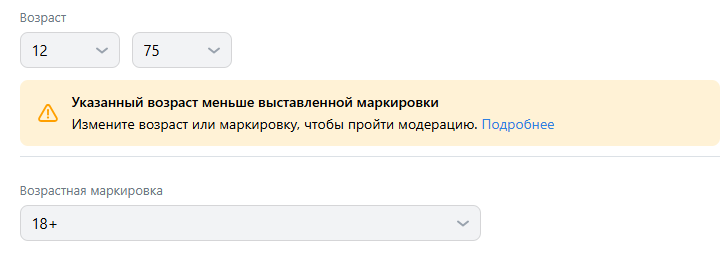 Возраст
12 75
Указанный возраст меньше выставленной маркировки
Измените возраст или маркировку, чтобы пройти модерацию. Подробнее
Возрастная маркировка
18+